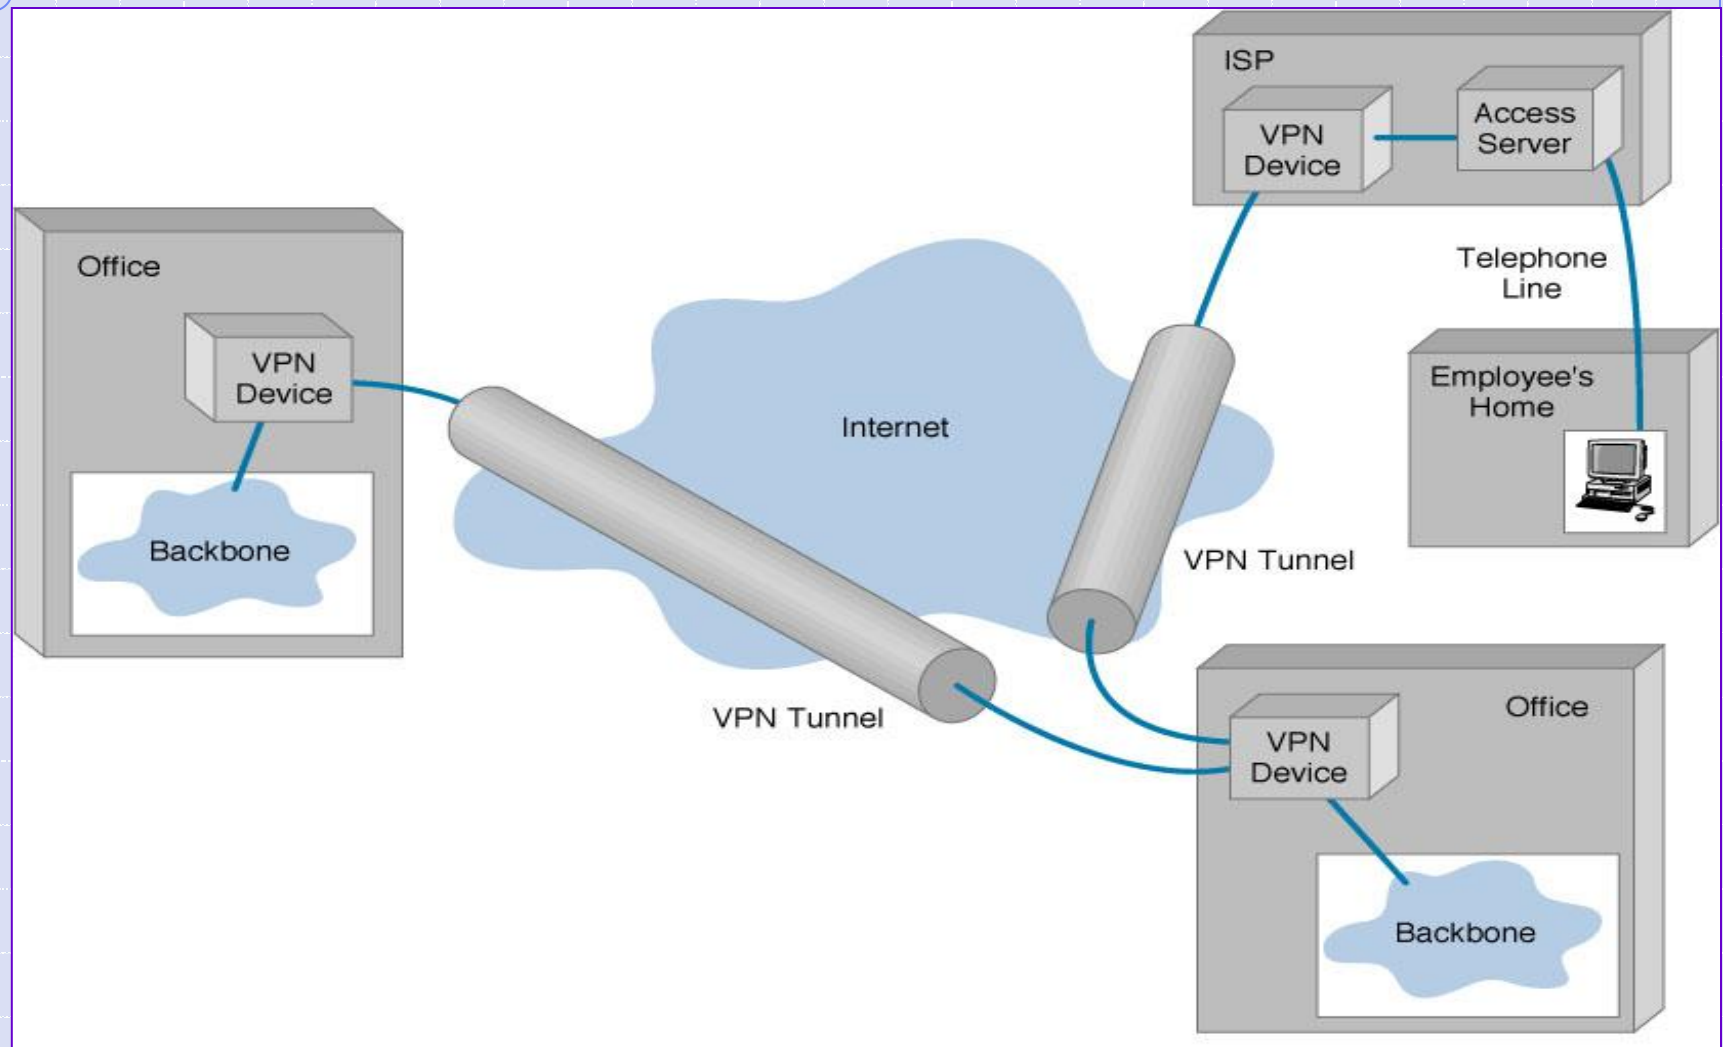 ISP
VPN
Device
Access
Server
Telephone
Line
Employee's
Home
Office
VPN
Device
Backbone
Internet
VPN Tunnel
VPN Tunnel
Office
VPN
Device
Backbone